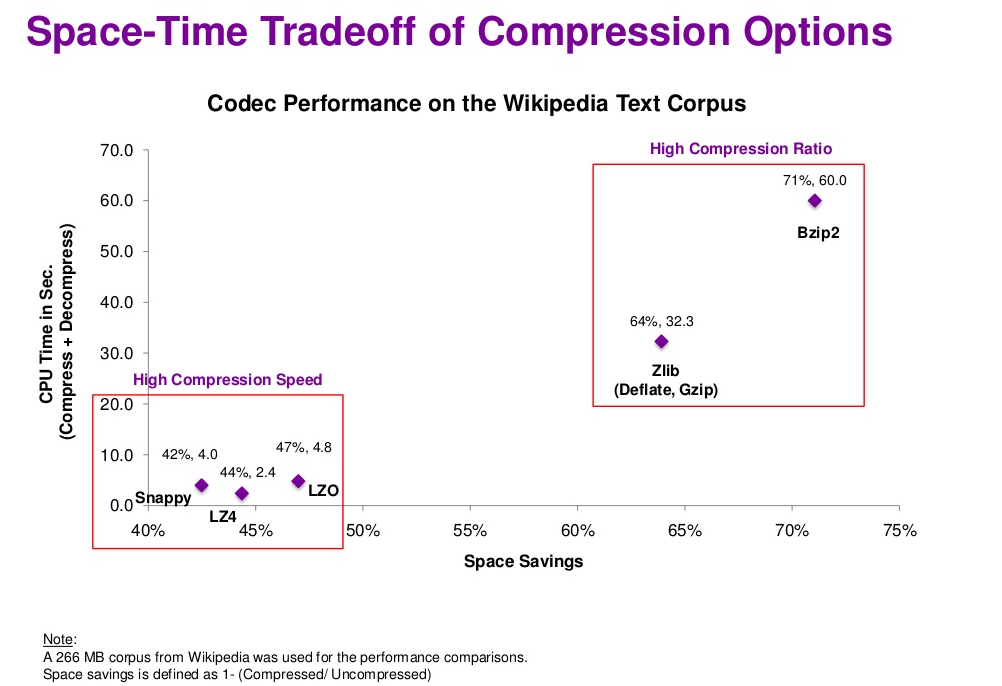 Space-Time Tradeoff of Compression Options
Codec Performance on the Wikipedia Text Corpus
CPU Time in Sec.
(Compress + Decompress)
70.0
60.0
50.0
40.0
30.0
20.0
10.0
0.0
High Compression Ratio
71%, 60.0
Bzip2
64%, 32.3
Zlib
(Deflate, Gzip)
High Compression Speed
42%, 4.0
44%, 2.4
47%, 4.8
Snappy
LZ4
LZO
40%
45%
50%
55%
60%
65%
70%
75%
Space Savings
Note:
A 266 MB corpus from Wikipedia was used for the performance comparisons.
Space savings is defined as 1- (Compressed/ Uncompressed)